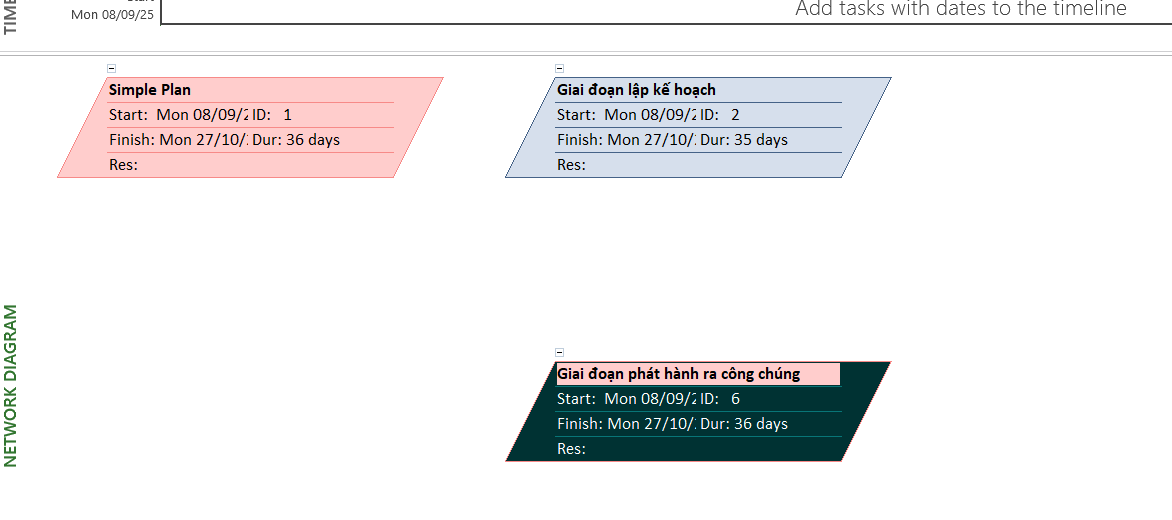 Mon 08/09/25
Add tasks with dates to the timeline
Simple Plan
Start: Mon 08/09/2 ID: 1
Finish: Mon 27/10/ Dur: 36 days
Res:
Giai đoạn lập kế hoạch
Start: Mon 08/09/2 ID: 2
Finish: Mon 27/10/ Dur: 35 days
Res:
NETWORK DIAGRAM
Giai đoạn phát hành ra công chúng
Start: Mon 08/09/2 ID: 6
Finish: Mon 27/10/ Dur: 36 days
Res: